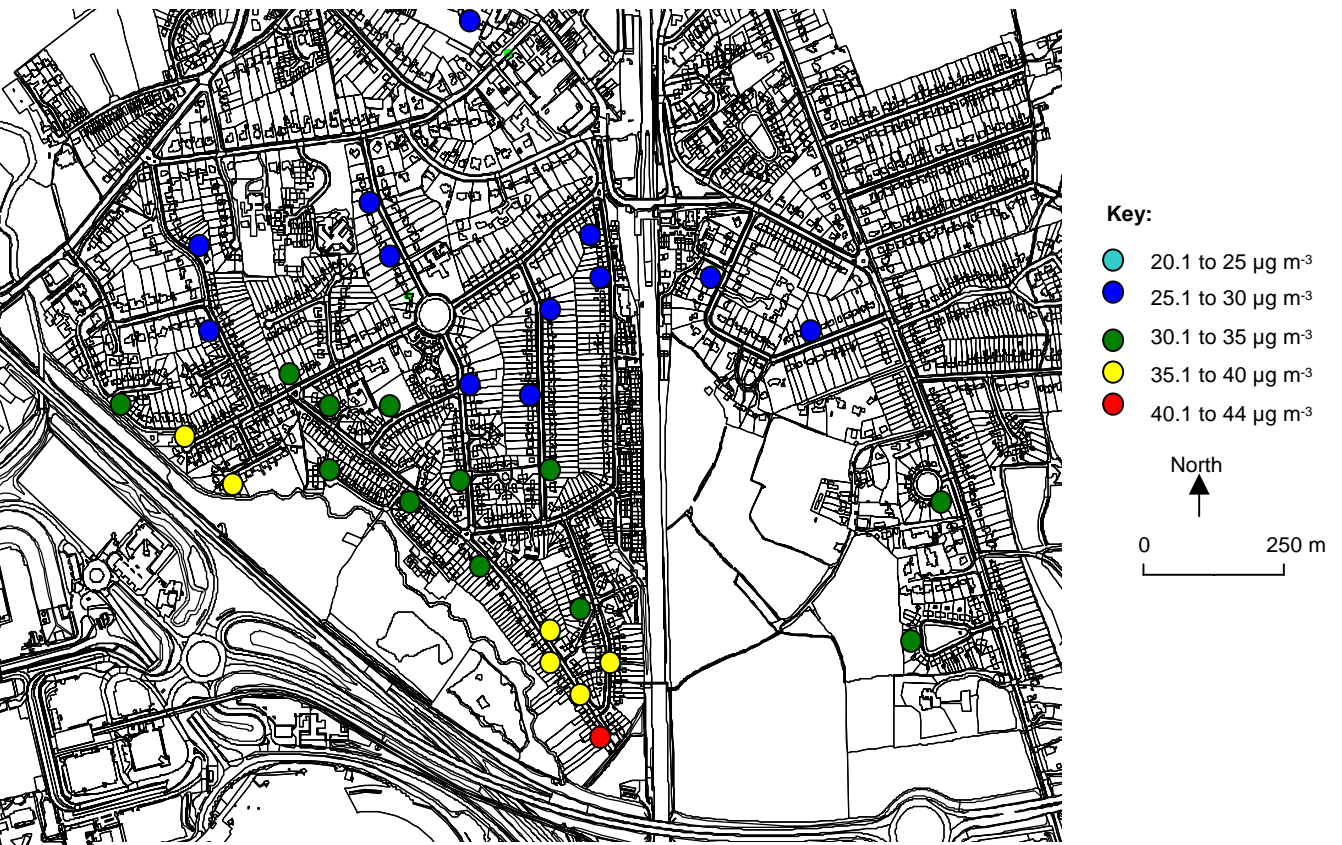 Key:
20.1 to 25 µg m-3
25.1 to 30 µg m-3
30.1 to 35 µg m-3
35.1 to 40 µg m-3
40.1 to 44 µg m-3
North
0 250 m